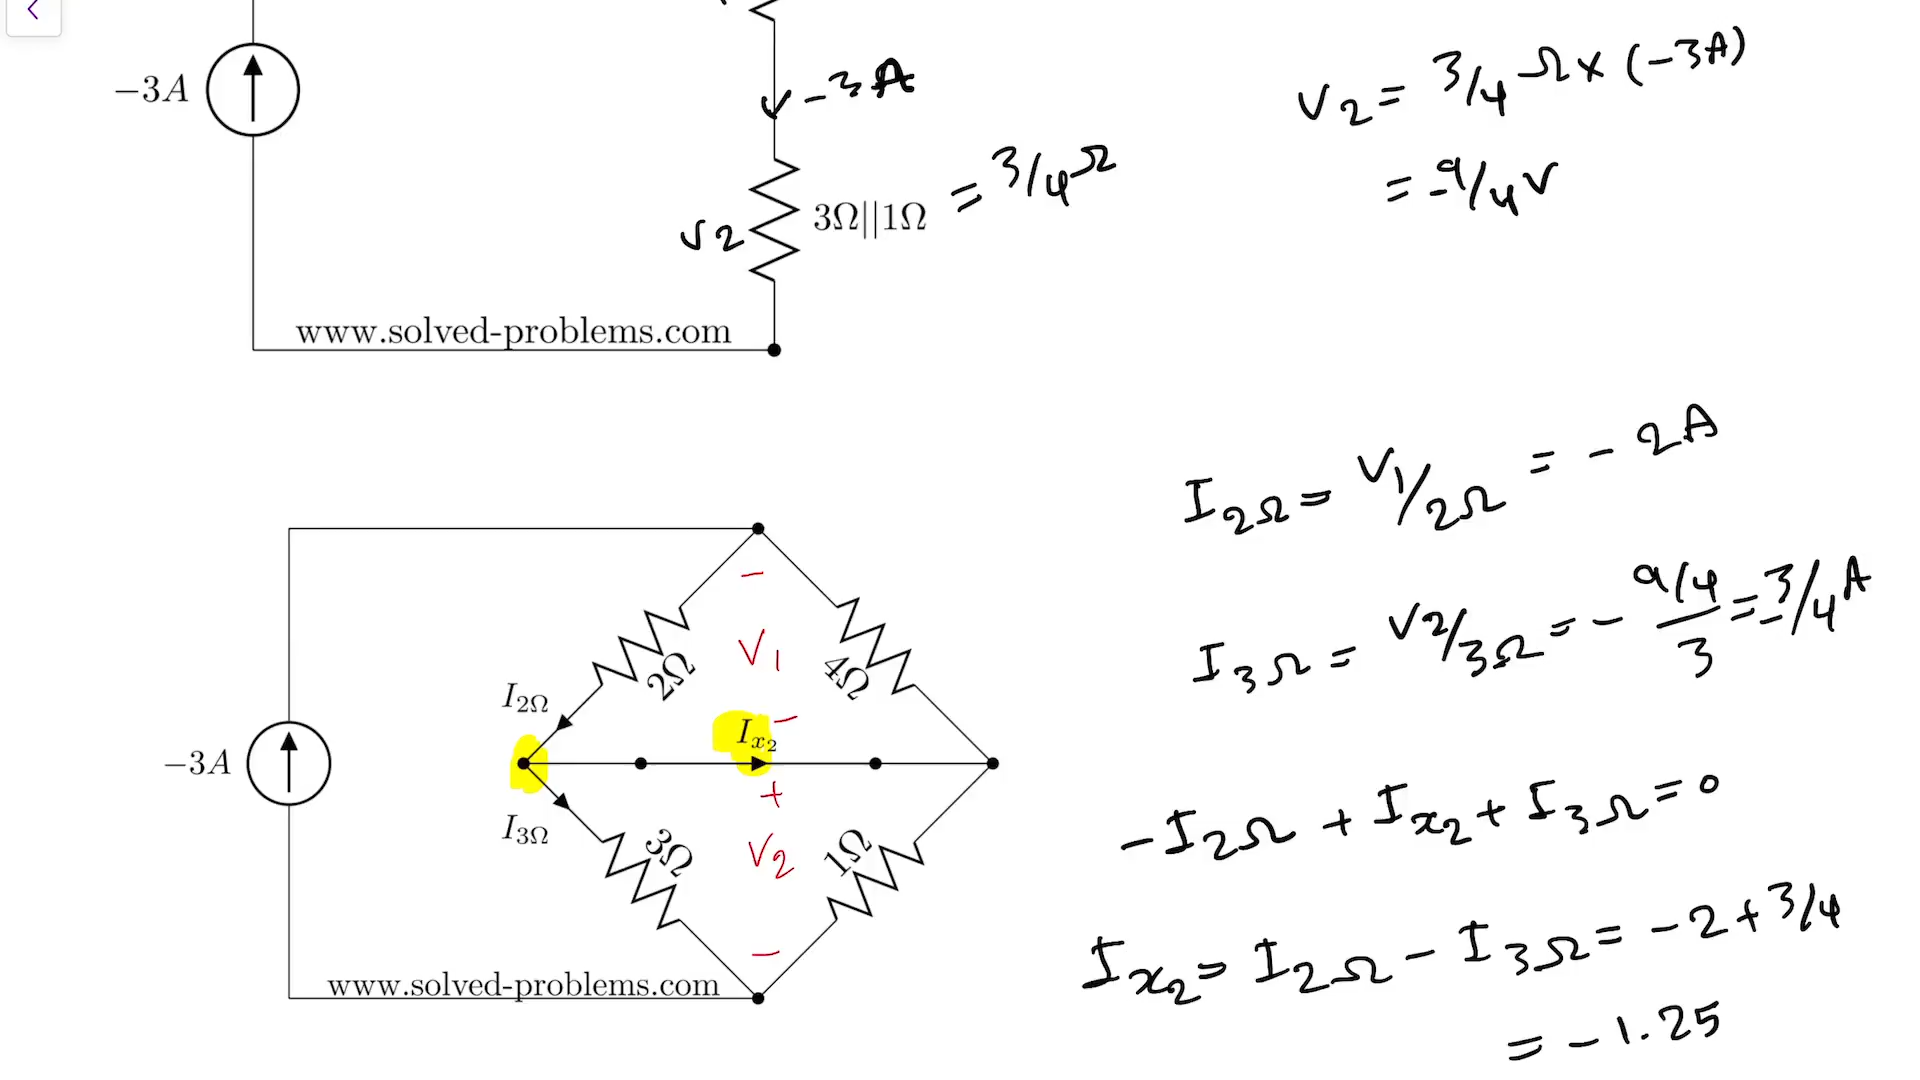 -3A
-3A
V2 = 3/4 Ω x (-3A)
= -9/4 V
V2
3Ω||1Ω
= 3/4 Ω
www.solved-problems.com
I2Ω = V1/2Ω = -2A
I3Ω = V2/3Ω = - 9/4 / 3 = -3/4 A
-
V1
2Ω
4Ω
I2Ω
-
Ix2
-3A
+
I3Ω
3Ω
V2
1Ω
-
www.solved-problems.com
-I2Ω + Ix2 + I3Ω = 0
Ix2 = I2Ω - I3Ω = -2 + 3/4
= -1.25